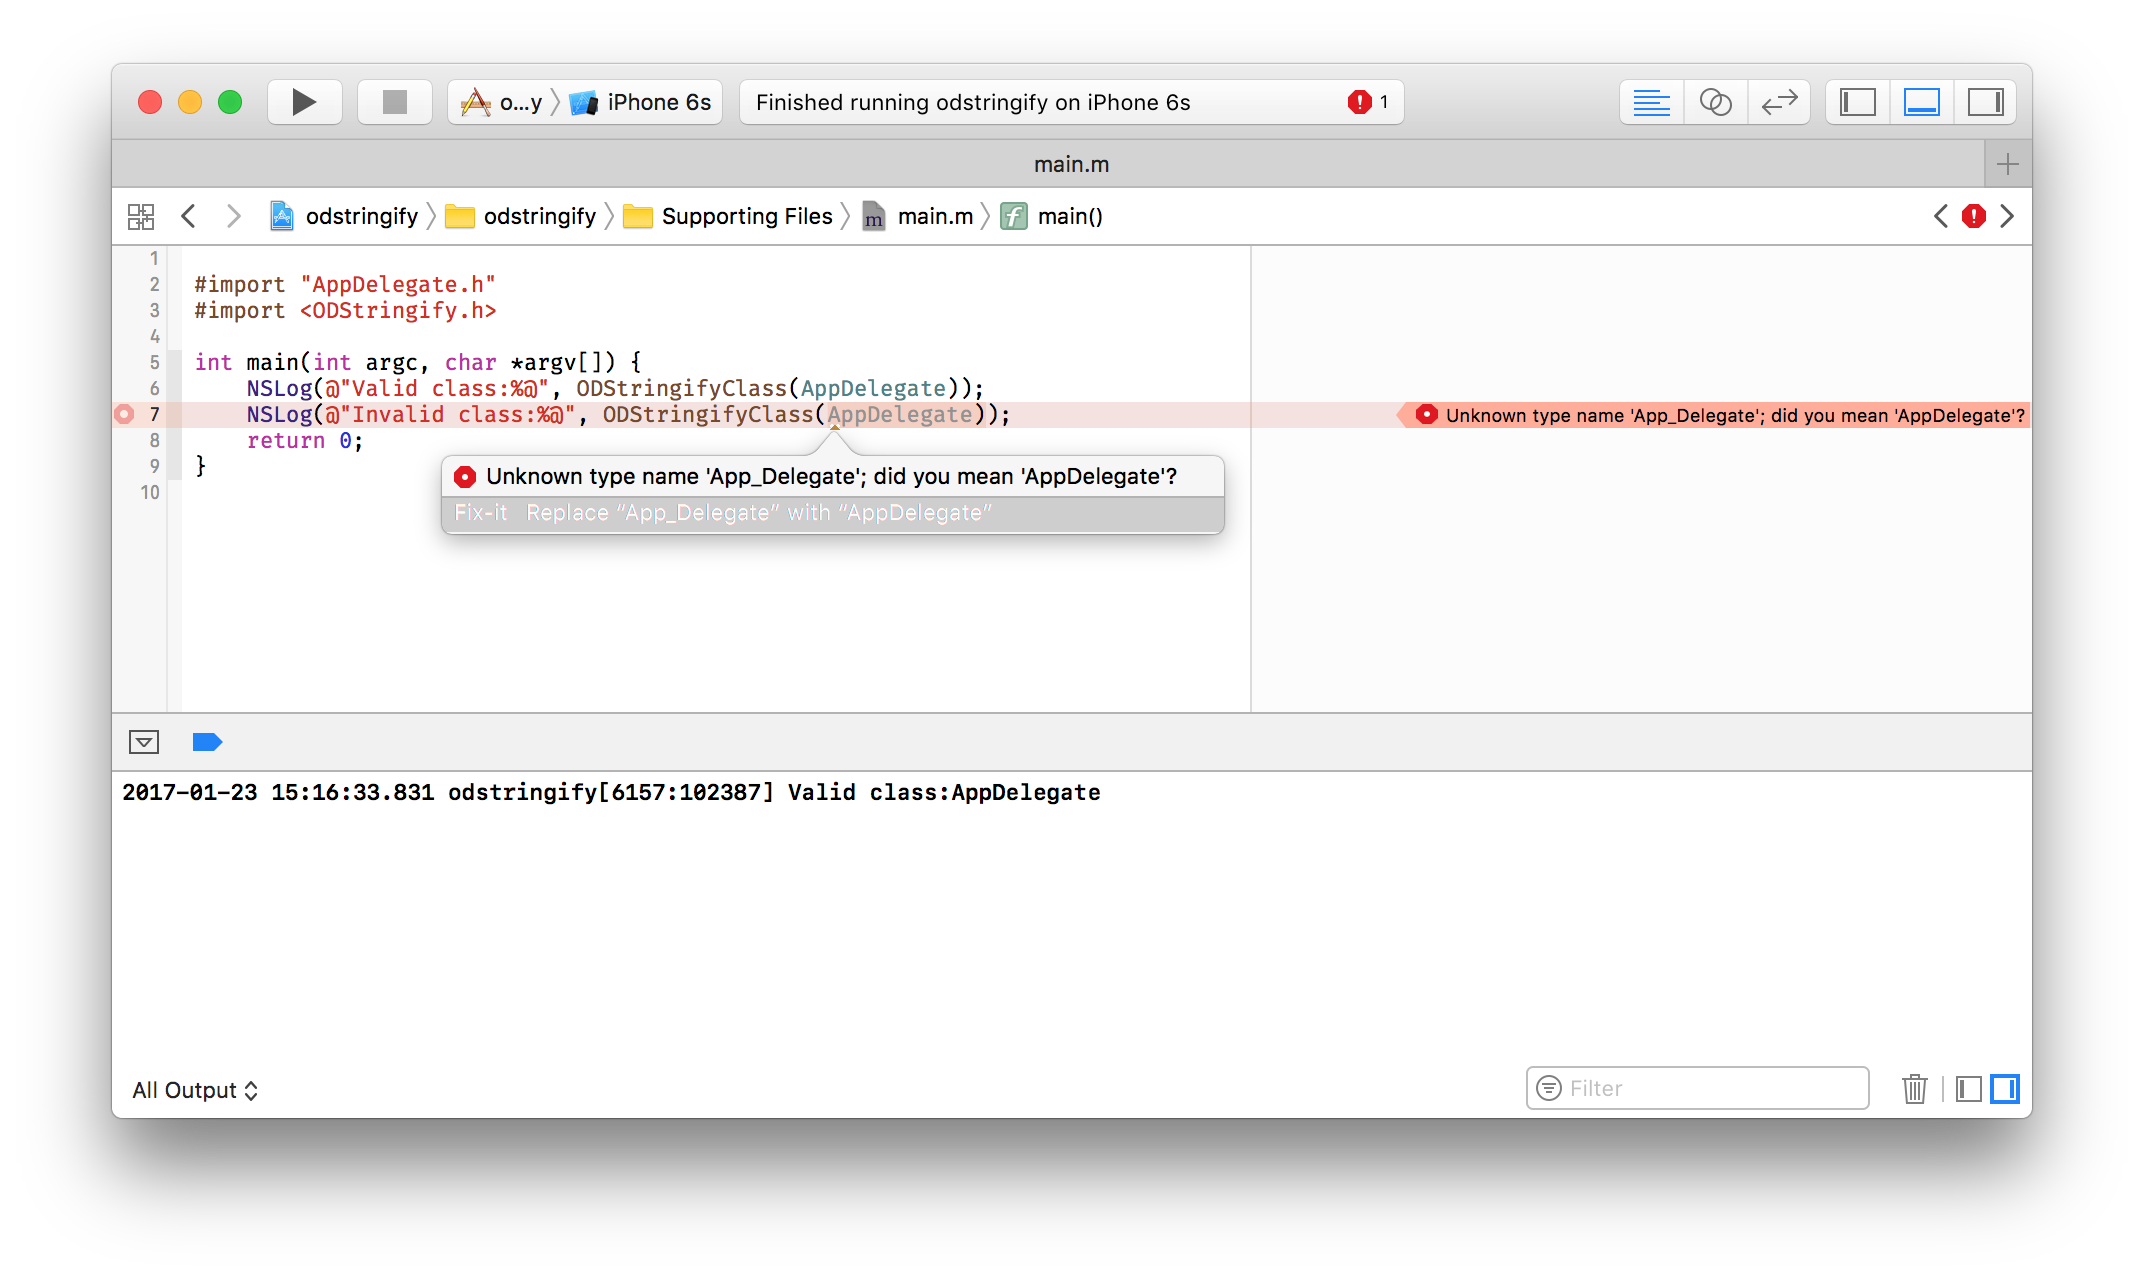 o...y iPhone 6s Finished running odstringify on iPhone 6s 1
main.m
odstringify odstringify Supporting Files main.m main()
1
2 #import "AppDelegate.h"
3 #import <ODStringify.h>
4
5 int main(int argc, char *argv[]) {
6 NSLog(@"Valid class:%@", ODStringifyClass(AppDelegate));
7 NSLog(@"Invalid class:%@", ODStringifyClass(AppDelegate)); Unknown type name 'App_Delegate'; did you mean 'AppDelegate'?
8 return 0;
9 }
10
Unknown type name 'App_Delegate'; did you mean 'AppDelegate'?
Fix-it Replace “App_Delegate” with “AppDelegate”
2017-01-23 15:16:33.831 odstringify[6157:102387] Valid class:AppDelegate
All Output Filter